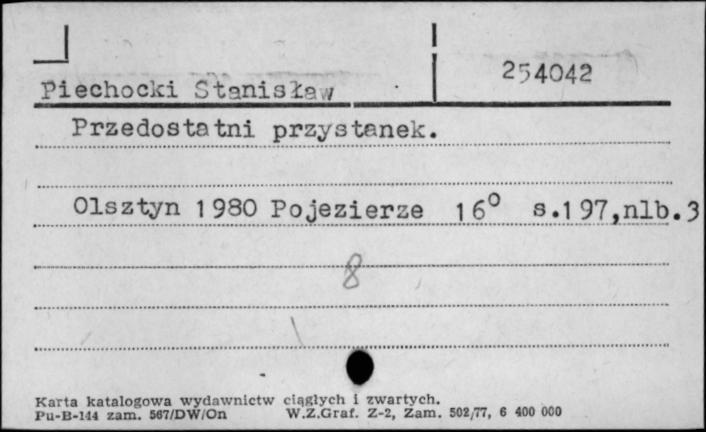 254042
Piechocki Stanisław
Przedostatni przystanek.
Olsztyn 1980 Pojezierze 16° s.197,nlb.3
8
Karta katalogowa wydawnictw ciągłych i zwartych.
Pu-B-144 zam. 567/DW/On W.Z.Graf. Z-2, Zam. 502/77, 6 400 000